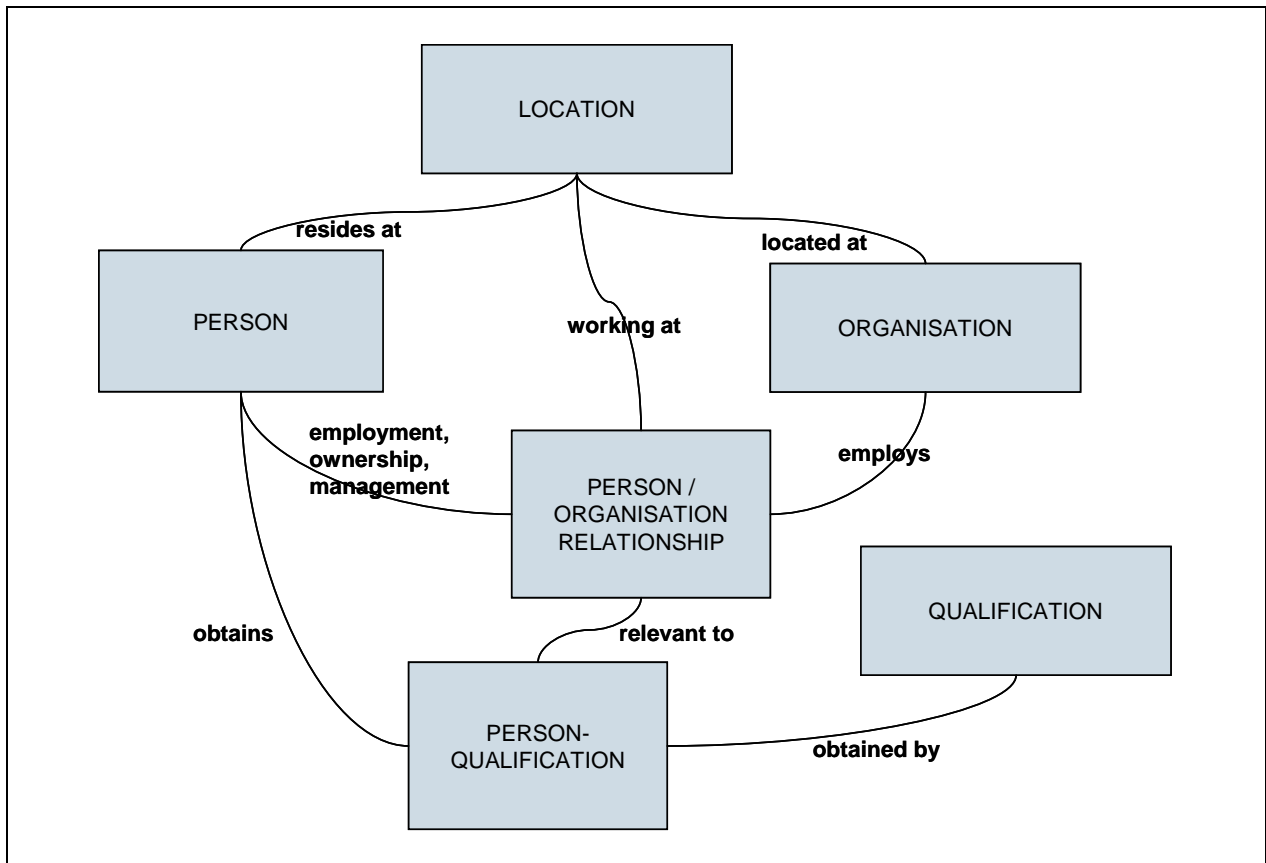 LOCATION
resides at
located at
PERSON
working at
ORGANISATION
employment,
ownership,
management
employs
PERSON /
ORGANISATION
RELATIONSHIP
QUALIFICATION
obtains
relevant to
PERSON-
QUALIFICATION
obtained by